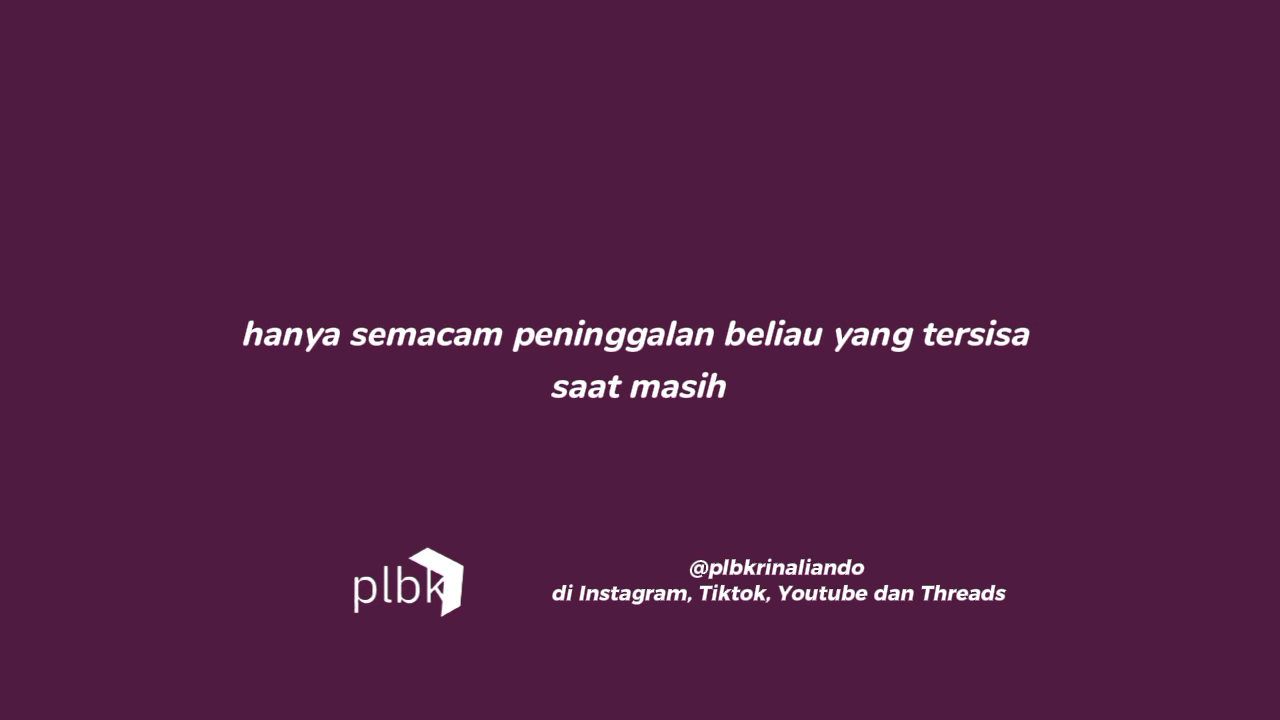 hanya semacam peninggalan beliau yang tersisa
saat masih
plbk
@plbkrinaliando
di Instagram, Tiktok, Youtube dan Threads